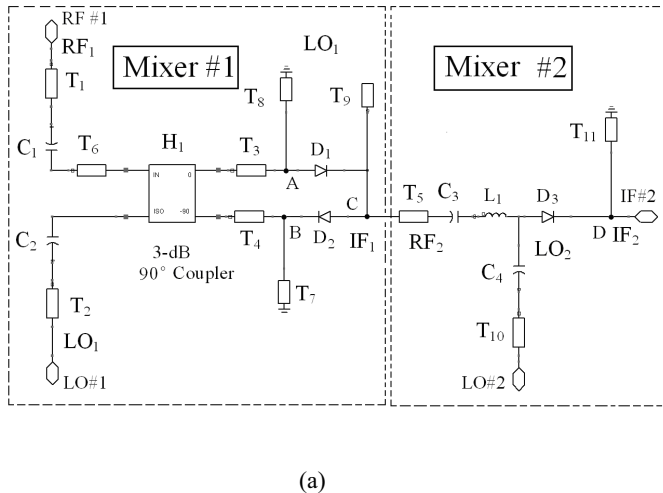 RF #1
RF₁
T₁
Mixer #1
LO₁
Mixer #2
T₈
T₉
T₁₁
C₁
T₆
H₁
T₃
D₁
IN
0
A
ISO
-90
C
T₅
C₃
L₁
D₃
IF#2
C₂
3-dB
90° Coupler
T₄
B
D₂
IF₁
RF₂
LO₂
D
IF₂
T₂
T₇
C₄
LO₁
T₁₀
LO#1
LO#2
(a)